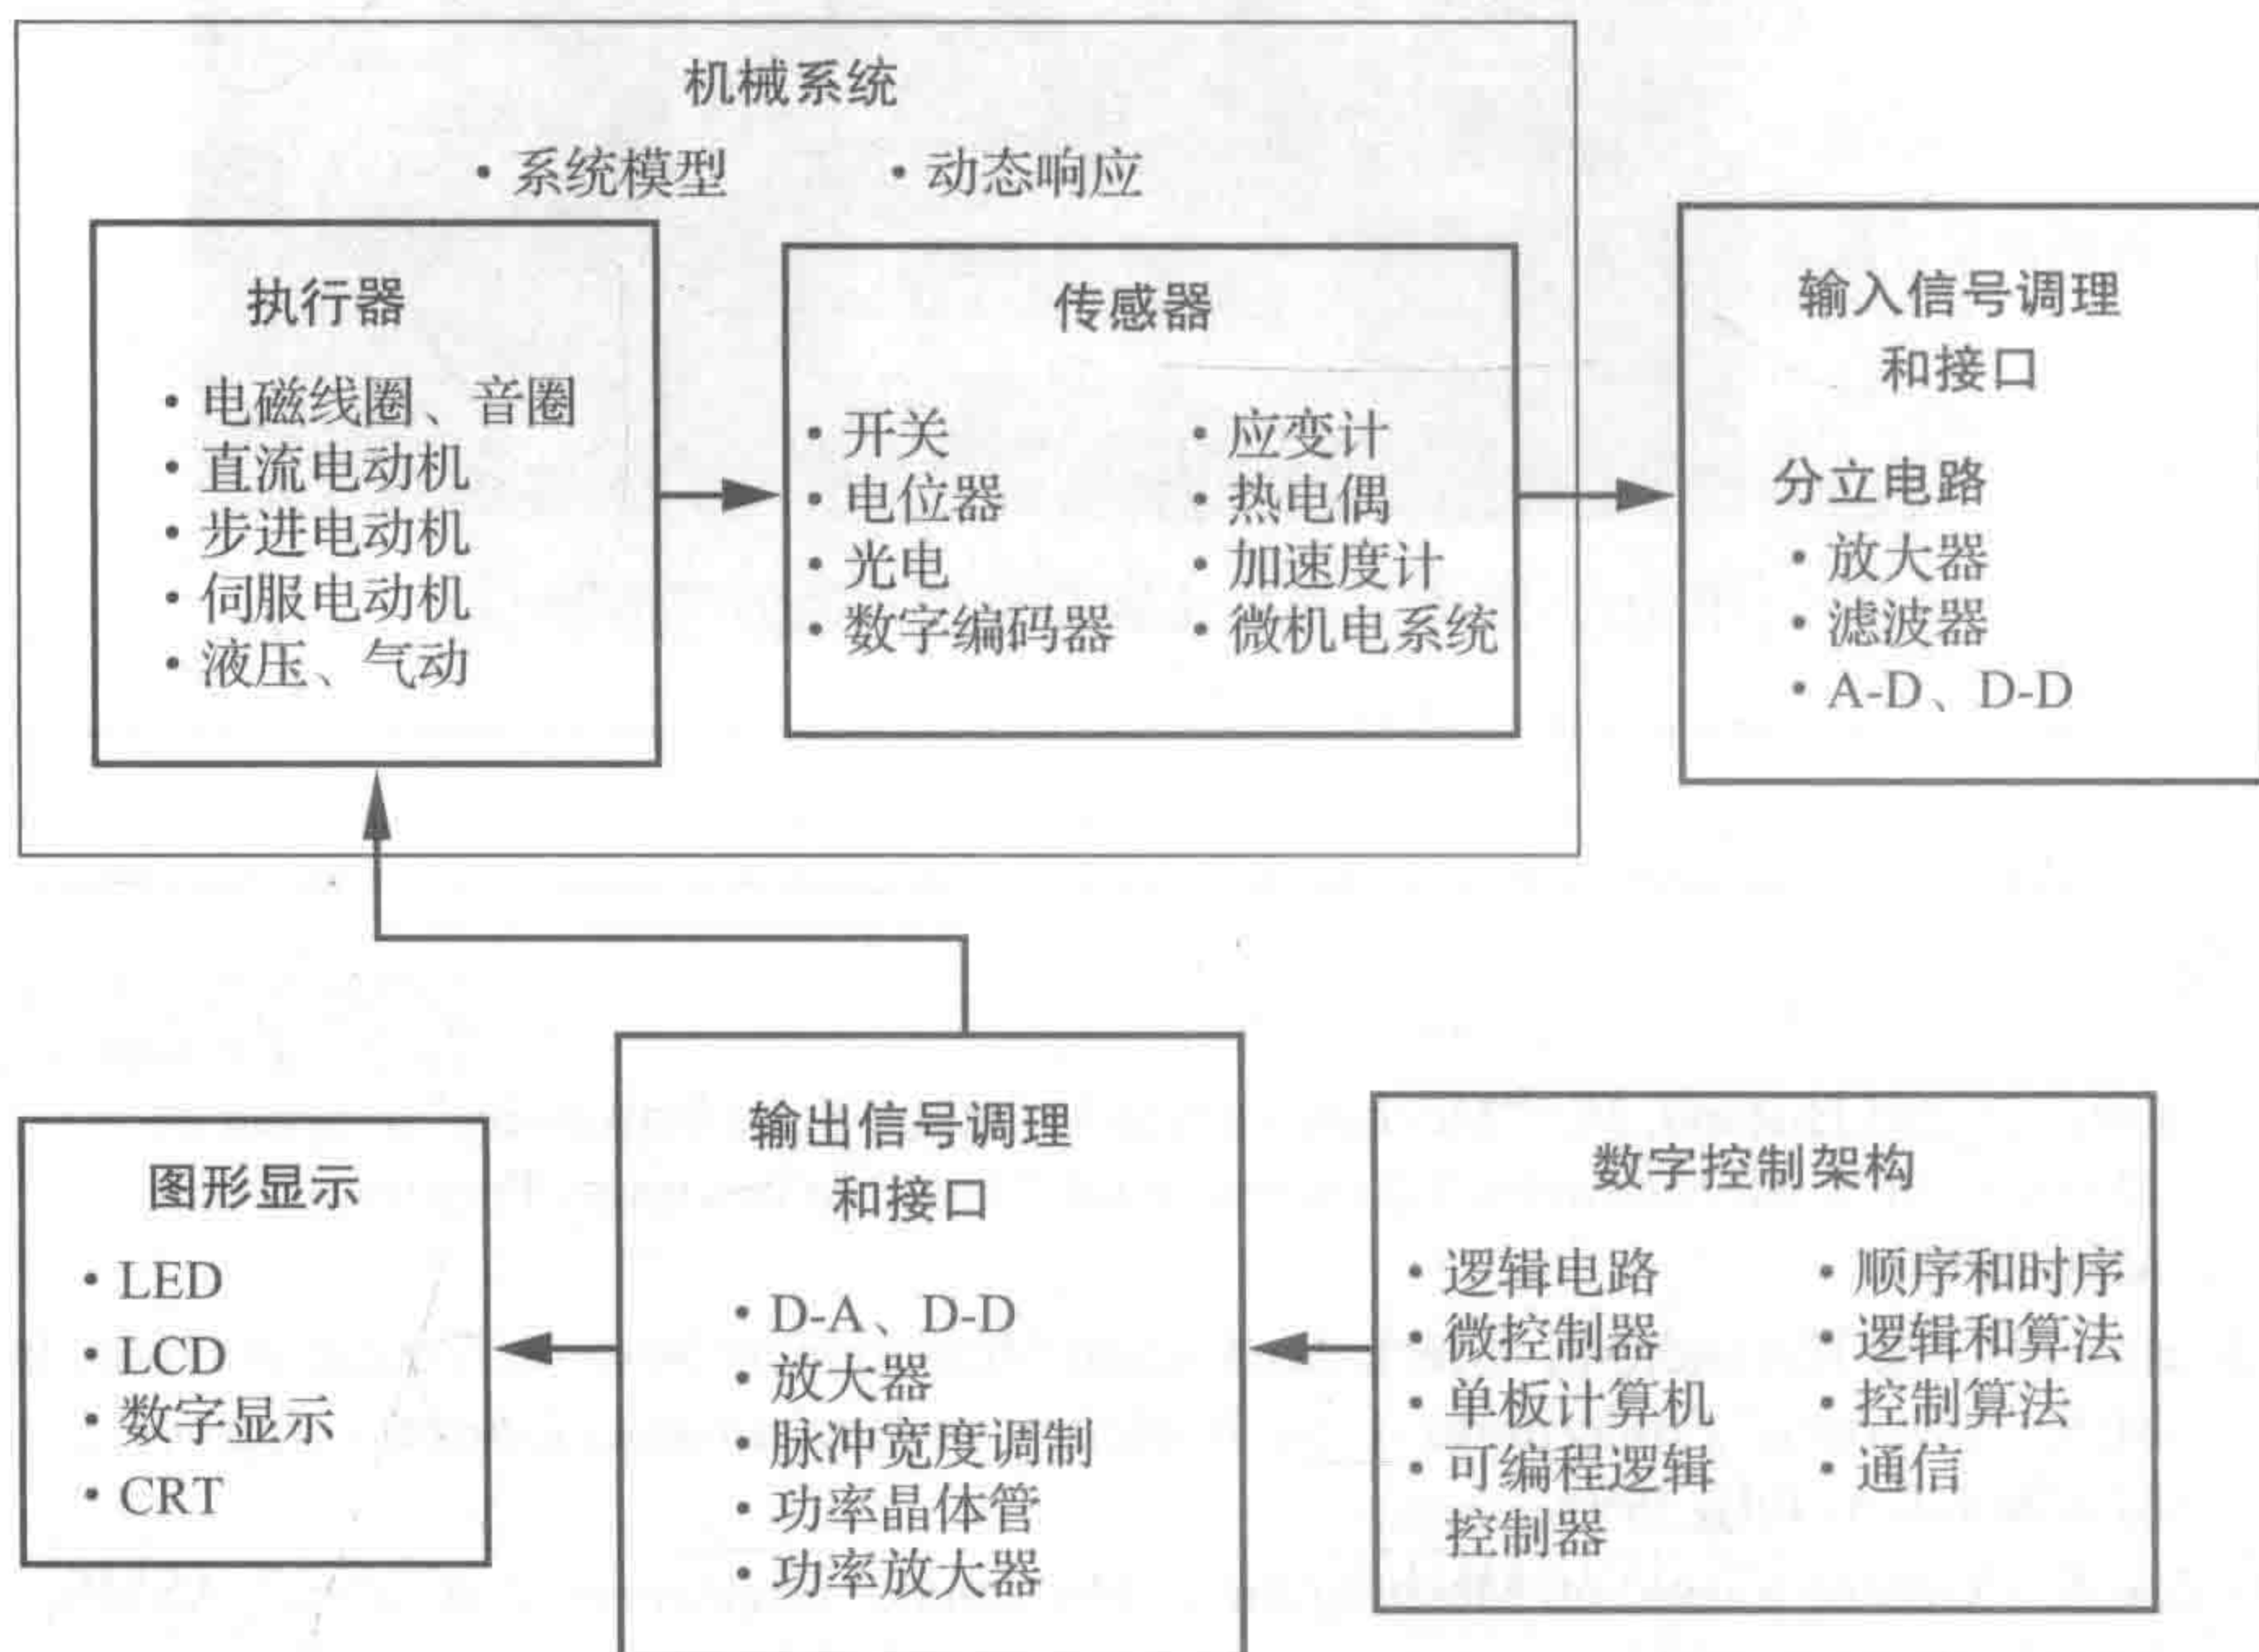 机械系统
・系统模型 ・动态响应
执行器
・电磁线圈、音圈
・直流电动机
・步进电动机
・伺服电动机
・液压、气动
传感器
・开关
・电位器
・光电
・数字编码器
・应变计
・热电偶
・加速度计
・微机电系统
输入信号调理
和接口
分立电路
・放大器
・滤波器
・A-D、D-D
图形显示
・LED
・LCD
・数字显示
・CRT
输出信号调理
和接口
・D-A、D-D
・放大器
・脉冲宽度调制
・功率晶体管
・功率放大器
数字控制架构
・逻辑电路
・微控制器
・单板计算机
・可编程逻辑
控制器
・顺序和时序
・逻辑和算法
・控制算法
・通信